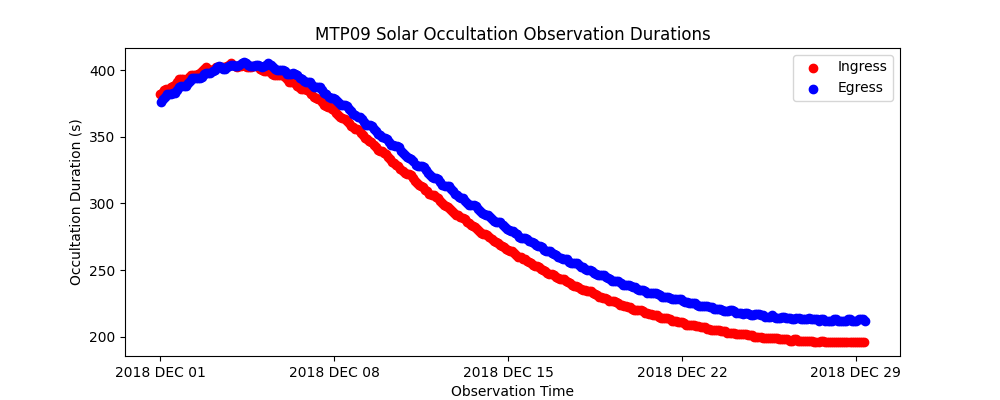 MTP09 Solar Occultation Observation Durations
Occultation Duration (s)
400
350
300
250
200
Ingress
Egress
2018 DEC 01
2018 DEC 08
2018 DEC 15
2018 DEC 22
2018 DEC 29
Observation Time